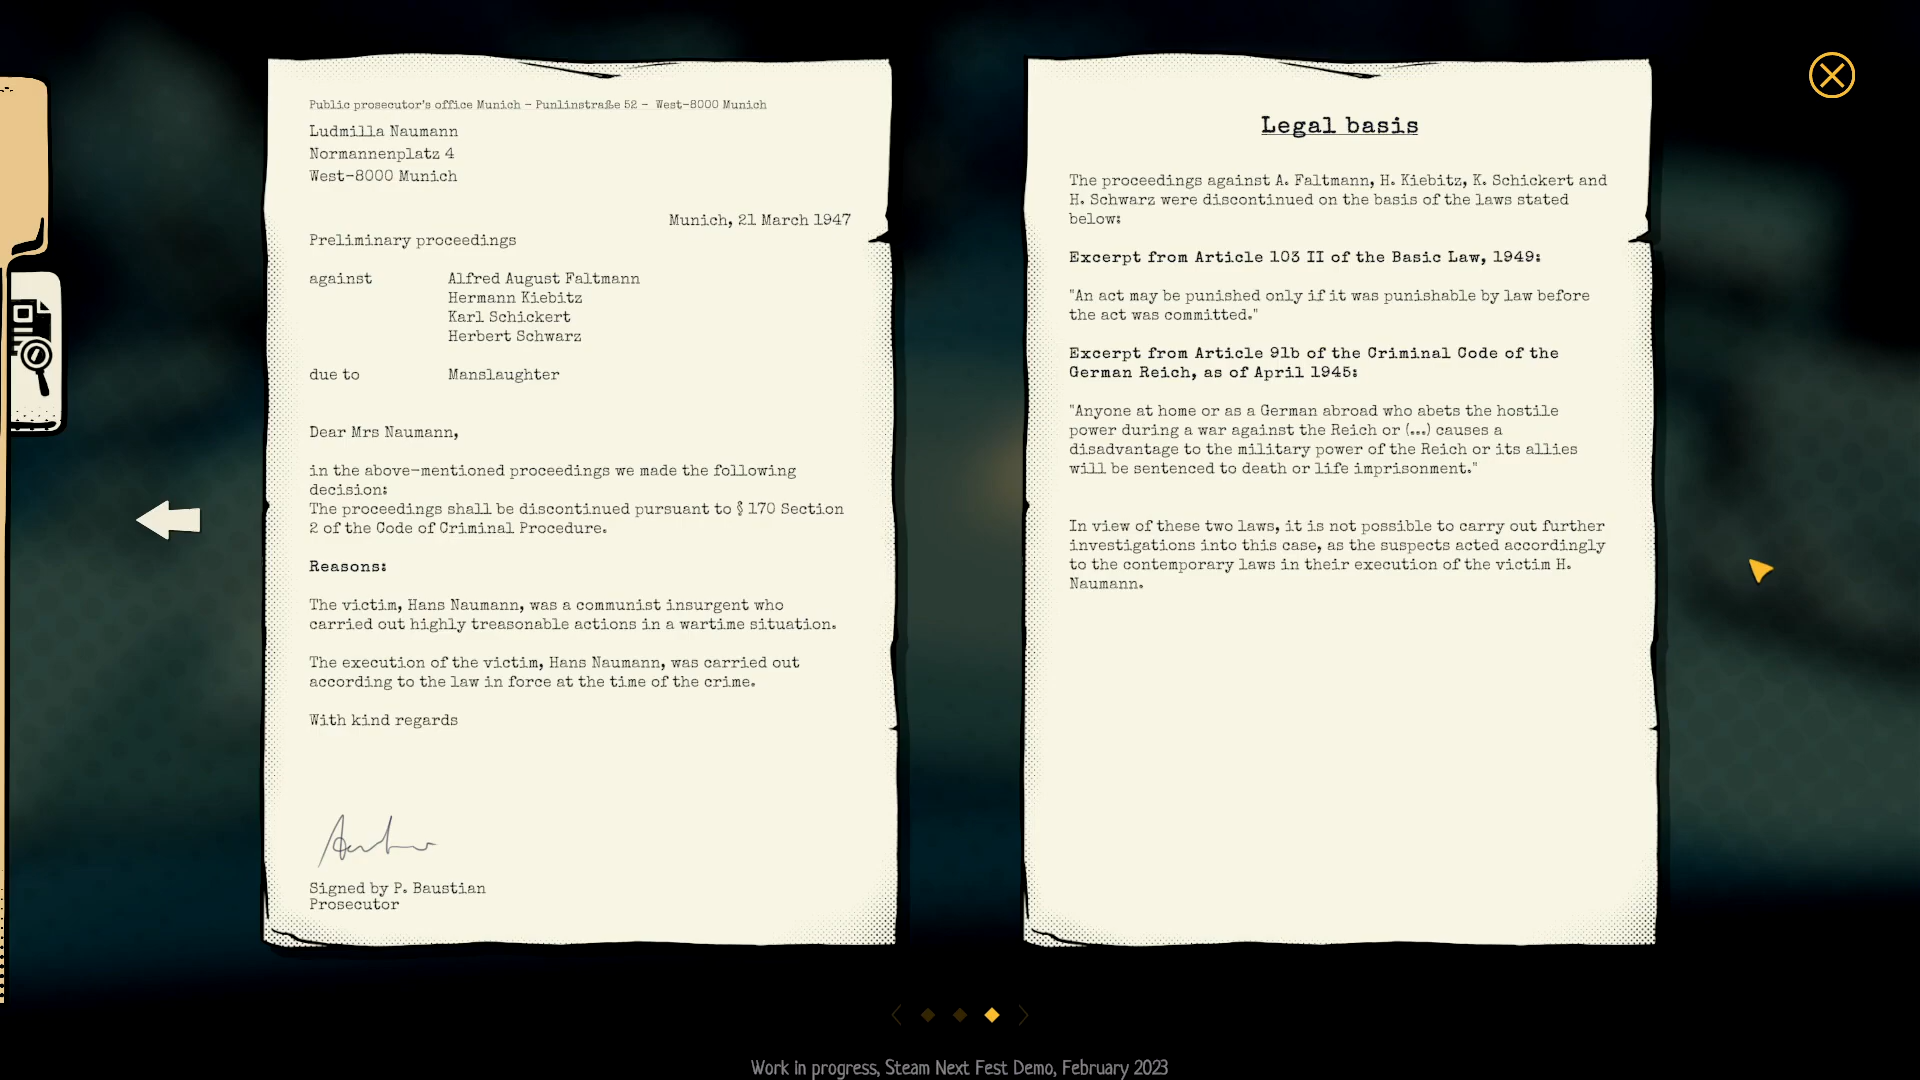 Public prosecutor's office Munich - Punlinstraße 52 - West-8000 Munich
Ludmilla Naumann
Normannenplatz 4
West-8000 Munich
Munich, 21 March 1947
Preliminary proceedings
against Alfred August Faltmann
Hermann Kiebitz
Karl Schickert
Herbert Schwarz
due to Manslaughter
Dear Mrs Naumann,
in the above-mentioned proceedings we made the following
decision:
The proceedings shall be discontinued pursuant to § 170 Section
2 of the Code of Criminal Procedure.
Reasons:
The victim, Hans Naumann, was a communist insurgent who
carried out highly treasonable actions in a wartime situation.
The execution of the victim, Hans Naumann, was carried out
according to the law in force at the time of the crime.
With kind regards
Signed by P. Baustian
Prosecutor
Legal basis
The proceedings against A. Faltmann, H. Kiebitz, K. Schickert and
H. Schwarz were discontinued on the basis of the laws stated
below:
Excerpt from Article 103 II of the Basic Law, 1949:
"An act may be punished only if it was punishable by law before
the act was committed."
Excerpt from Article 91b of the Criminal Code of the
German Reich, as of April 1945:
"Anyone at home or as a German abroad who abets the hostile
power during a war against the Reich or (...) causes a
disadvantage to the military power of the Reich or its allies
will be sentenced to death or life imprisonment."
In view of these two laws, it is not possible to carry out further
investigations into this case, as the suspects acted accordingly
to the contemporary laws in their execution of the victim H.
Naumann.
Work in progress, Steam Next Fest Demo, February 2023